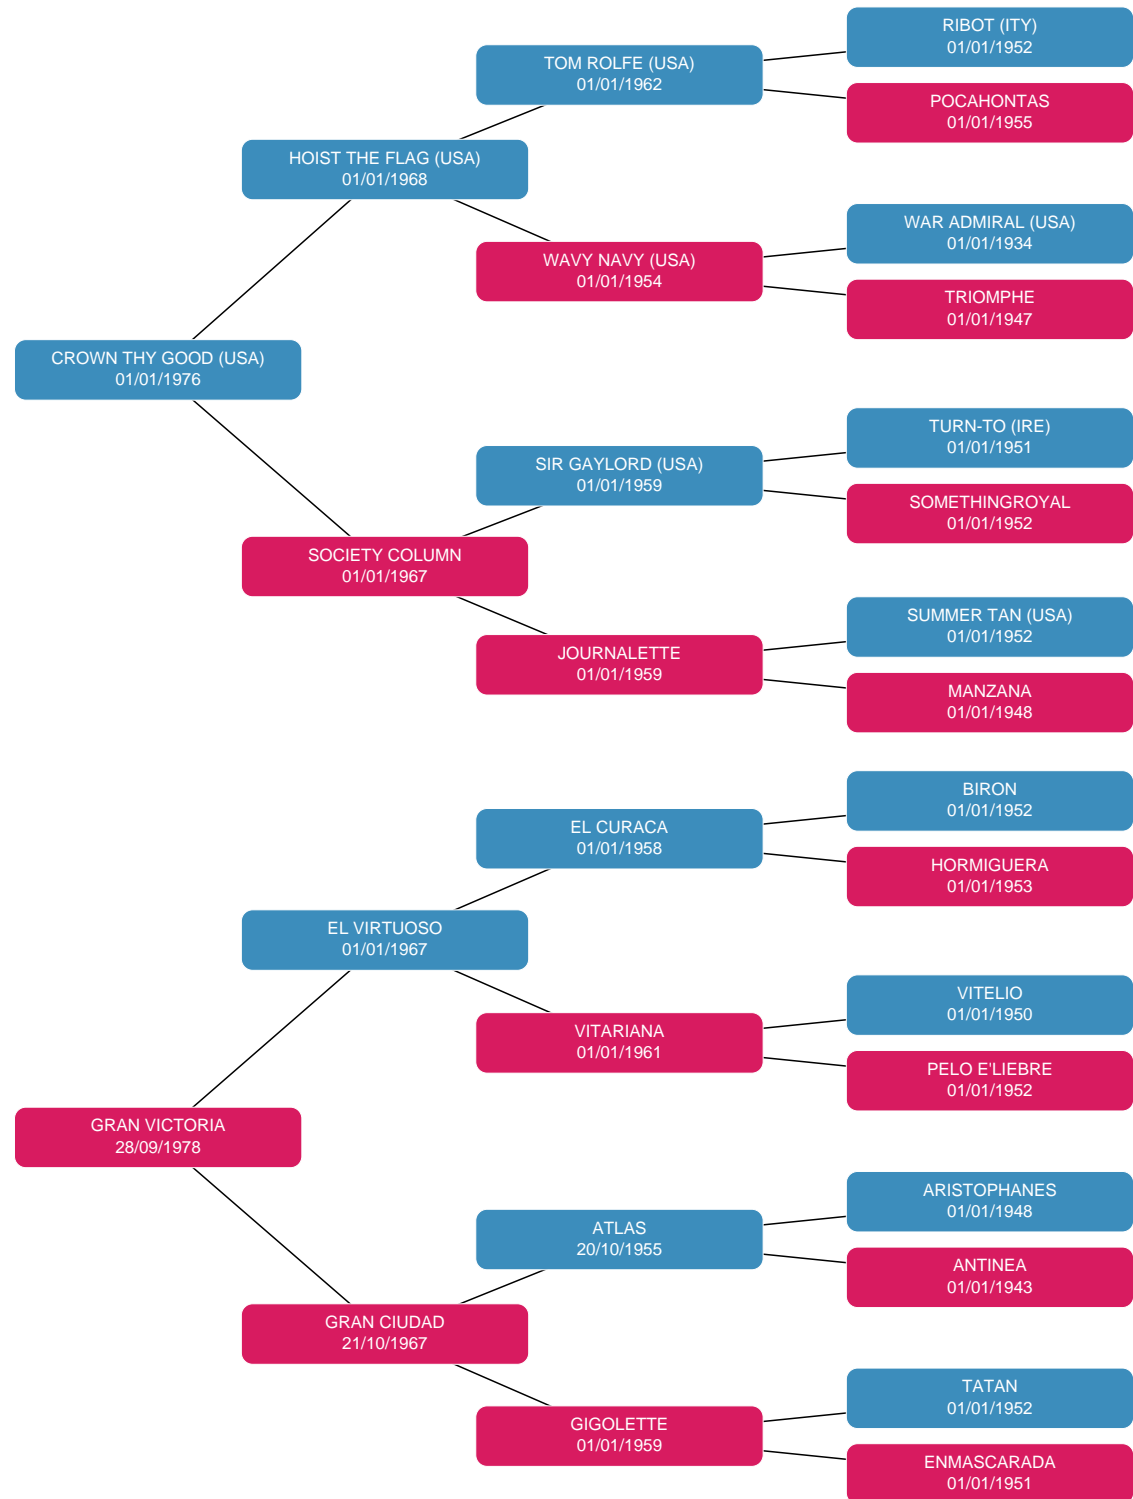 RIBOT (ITY)
01/01/1952
TOM ROLFE (USA)
01/01/1962
POCAHONTAS
01/01/1955
HOIST THE FLAG (USA)
01/01/1968
WAR ADMIRAL (USA)
01/01/1934
WAVY NAVY (USA)
01/01/1954
TRIOMPHE
01/01/1947
CROWN THY GOOD (USA)
01/01/1976
TURN-TO (IRE)
01/01/1951
SIR GAYLORD (USA)
01/01/1959
SOMETHINGROYAL
01/01/1952
SOCIETY COLUMN
01/01/1967
SUMMER TAN (USA)
01/01/1952
JOURNALETTE
01/01/1959
MANZANA
01/01/1948
BIRON
01/01/1952
EL CURACA
01/01/1958
HORMIGUERA
01/01/1953
EL VIRTUOSO
01/01/1967
VITELIO
01/01/1950
VITARIANA
01/01/1961
PELO E'LIEBRE
01/01/1952
GRAN VICTORIA
28/09/1978
ARISTOPHANES
01/01/1948
ATLAS
20/10/1955
ANTINEA
01/01/1943
GRAN CIUDAD
21/10/1967
TATAN
01/01/1952
GIGOLETTE
01/01/1959
ENMASCARADA
01/01/1951